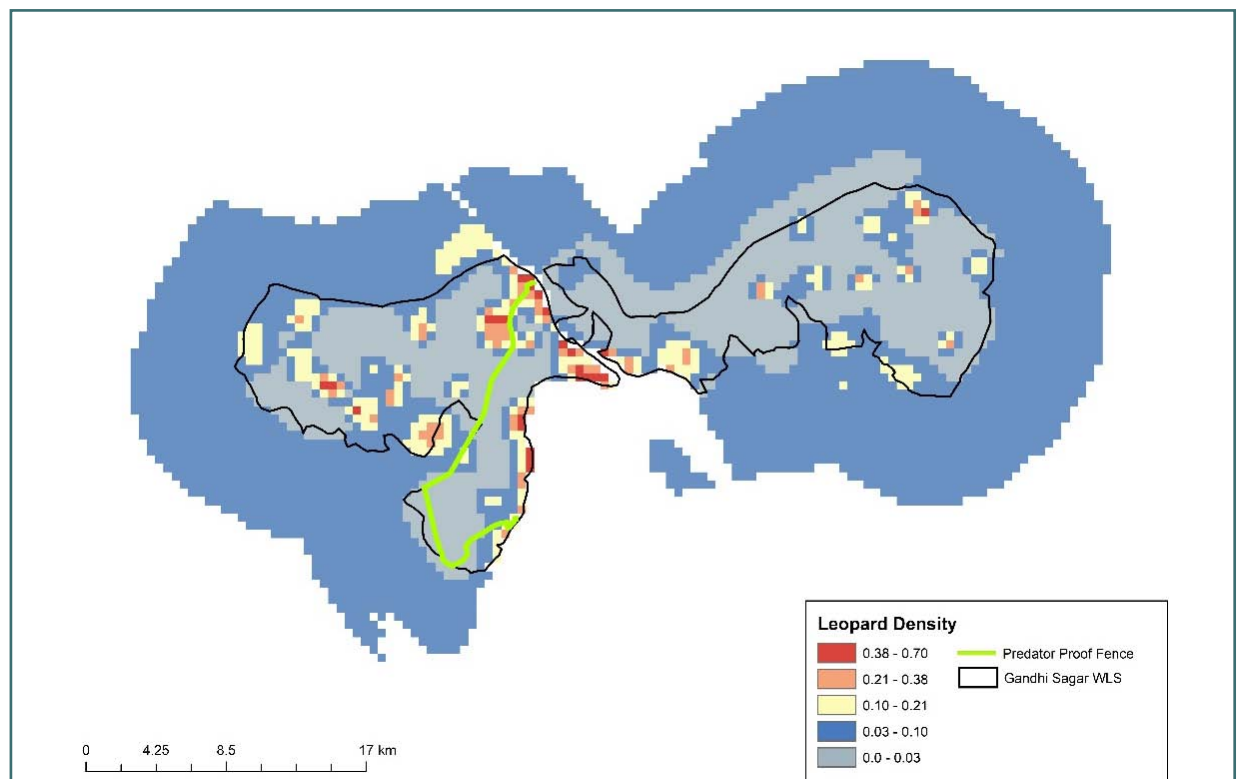 Leopard Density
0.38 - 0.70
0.21 - 0.38
0.10 - 0.21
0.03 - 0.10
0.0 - 0.03
Predator Proof Fence
Gandhi Sagar WLS
0 4.25 8.5 17 km